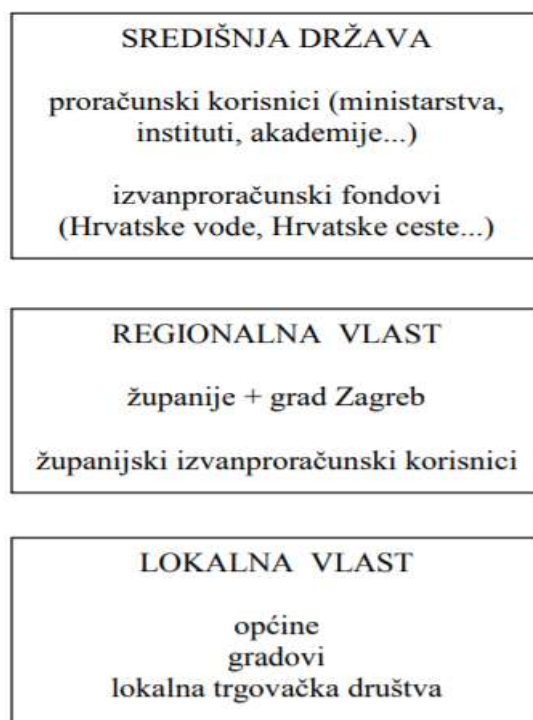 SREDIŠNJA DRŽAVA
proračunski korisnici (ministarstva,
instituti, akademije...)
izvanproračunski fondovi
(Hrvatske vode, Hrvatske ceste...)
REGIONALNA VLAST
županije + grad Zagreb
županijski izvanproračunski korisnici
LOKALNA VLAST
općine
gradovi
lokalna trgovačka društva